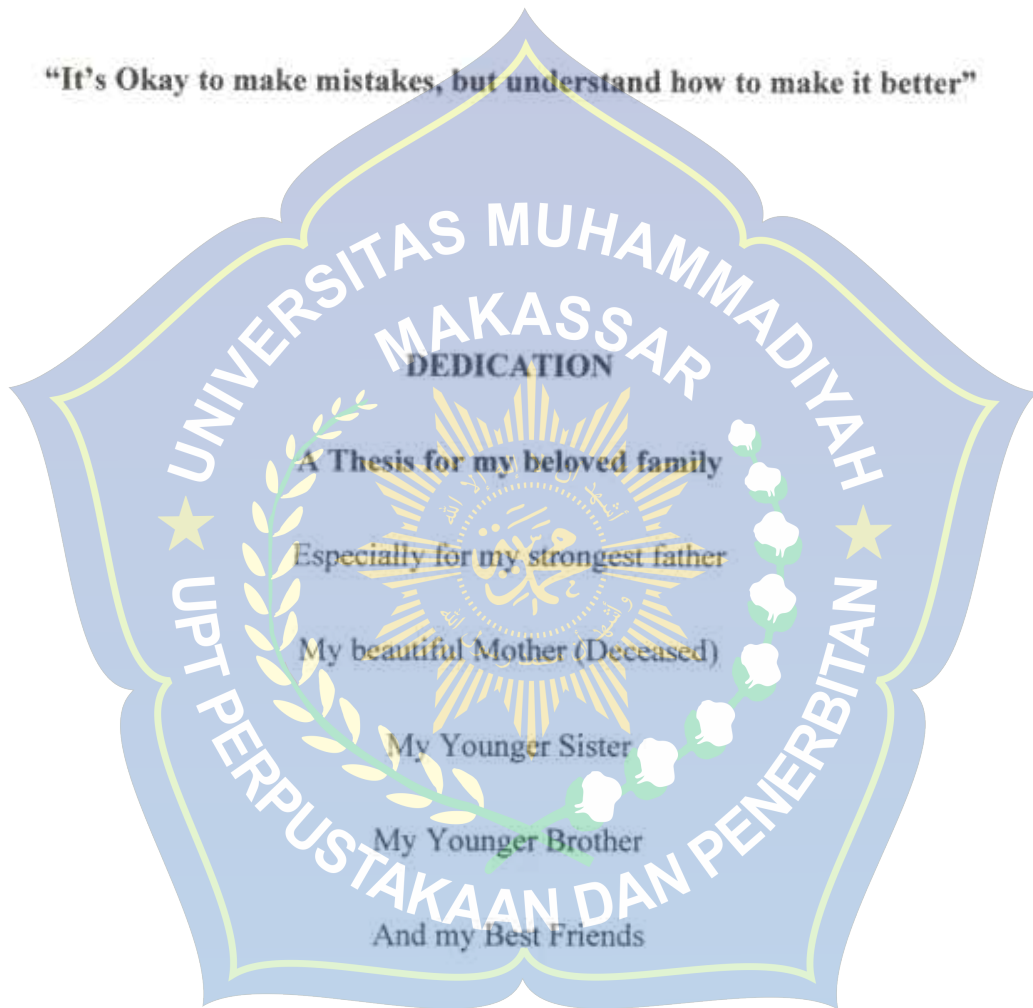 “It’s Okay to make mistakes, but understand how to make it better”
UNIVERSITAS MUHAMMADIYAH
MAKASSAR
DEDICATION
A Thesis for my beloved family
Especially for my strongest father
My beautiful Mother (Deceased)
My Younger Sister
My Younger Brother
And my Best Friends
UPT PERPUSTAKAAN DAN PENERBITAN